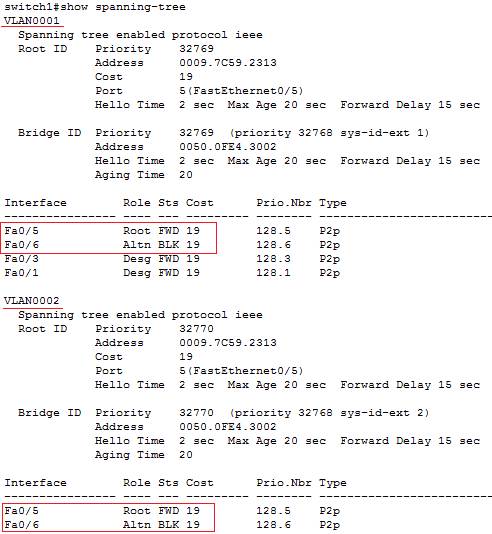 switch1#show spanning-tree
VLAN0001
Spanning tree enabled protocol ieee
Root ID Priority 32769
Address 0009.7C59.2313
Cost 19
Port 5(FastEthernet0/5)
Hello Time 2 sec Max Age 20 sec Forward Delay 15 sec
Bridge ID Priority 32769 (priority 32768 sys-id-ext 1)
Address 0050.0FE4.3002
Hello Time 2 sec Max Age 20 sec Forward Delay 15 sec
Aging Time 20
Interface Role Sts Cost Prio.Nbr Type
---------------- ---- --- --------- -------- --------------------------------
Fa0/5 Root FWD 19 128.5 P2p
Fa0/6 Altn BLK 19 128.6 P2p
Fa0/3 Desg FWD 19 128.3 P2p
Fa0/1 Desg FWD 19 128.1 P2p
VLAN0002
Spanning tree enabled protocol ieee
Root ID Priority 32770
Address 0009.7C59.2313
Cost 19
Port 5(FastEthernet0/5)
Hello Time 2 sec Max Age 20 sec Forward Delay 15 sec
Bridge ID Priority 32770 (priority 32768 sys-id-ext 2)
Address 0050.0FE4.3002
Hello Time 2 sec Max Age 20 sec Forward Delay 15 sec
Aging Time 20
Interface Role Sts Cost Prio.Nbr Type
---------------- ---- --- --------- -------- --------------------------------
Fa0/5 Root FWD 19 128.5 P2p
Fa0/6 Altn BLK 19 128.6 P2p